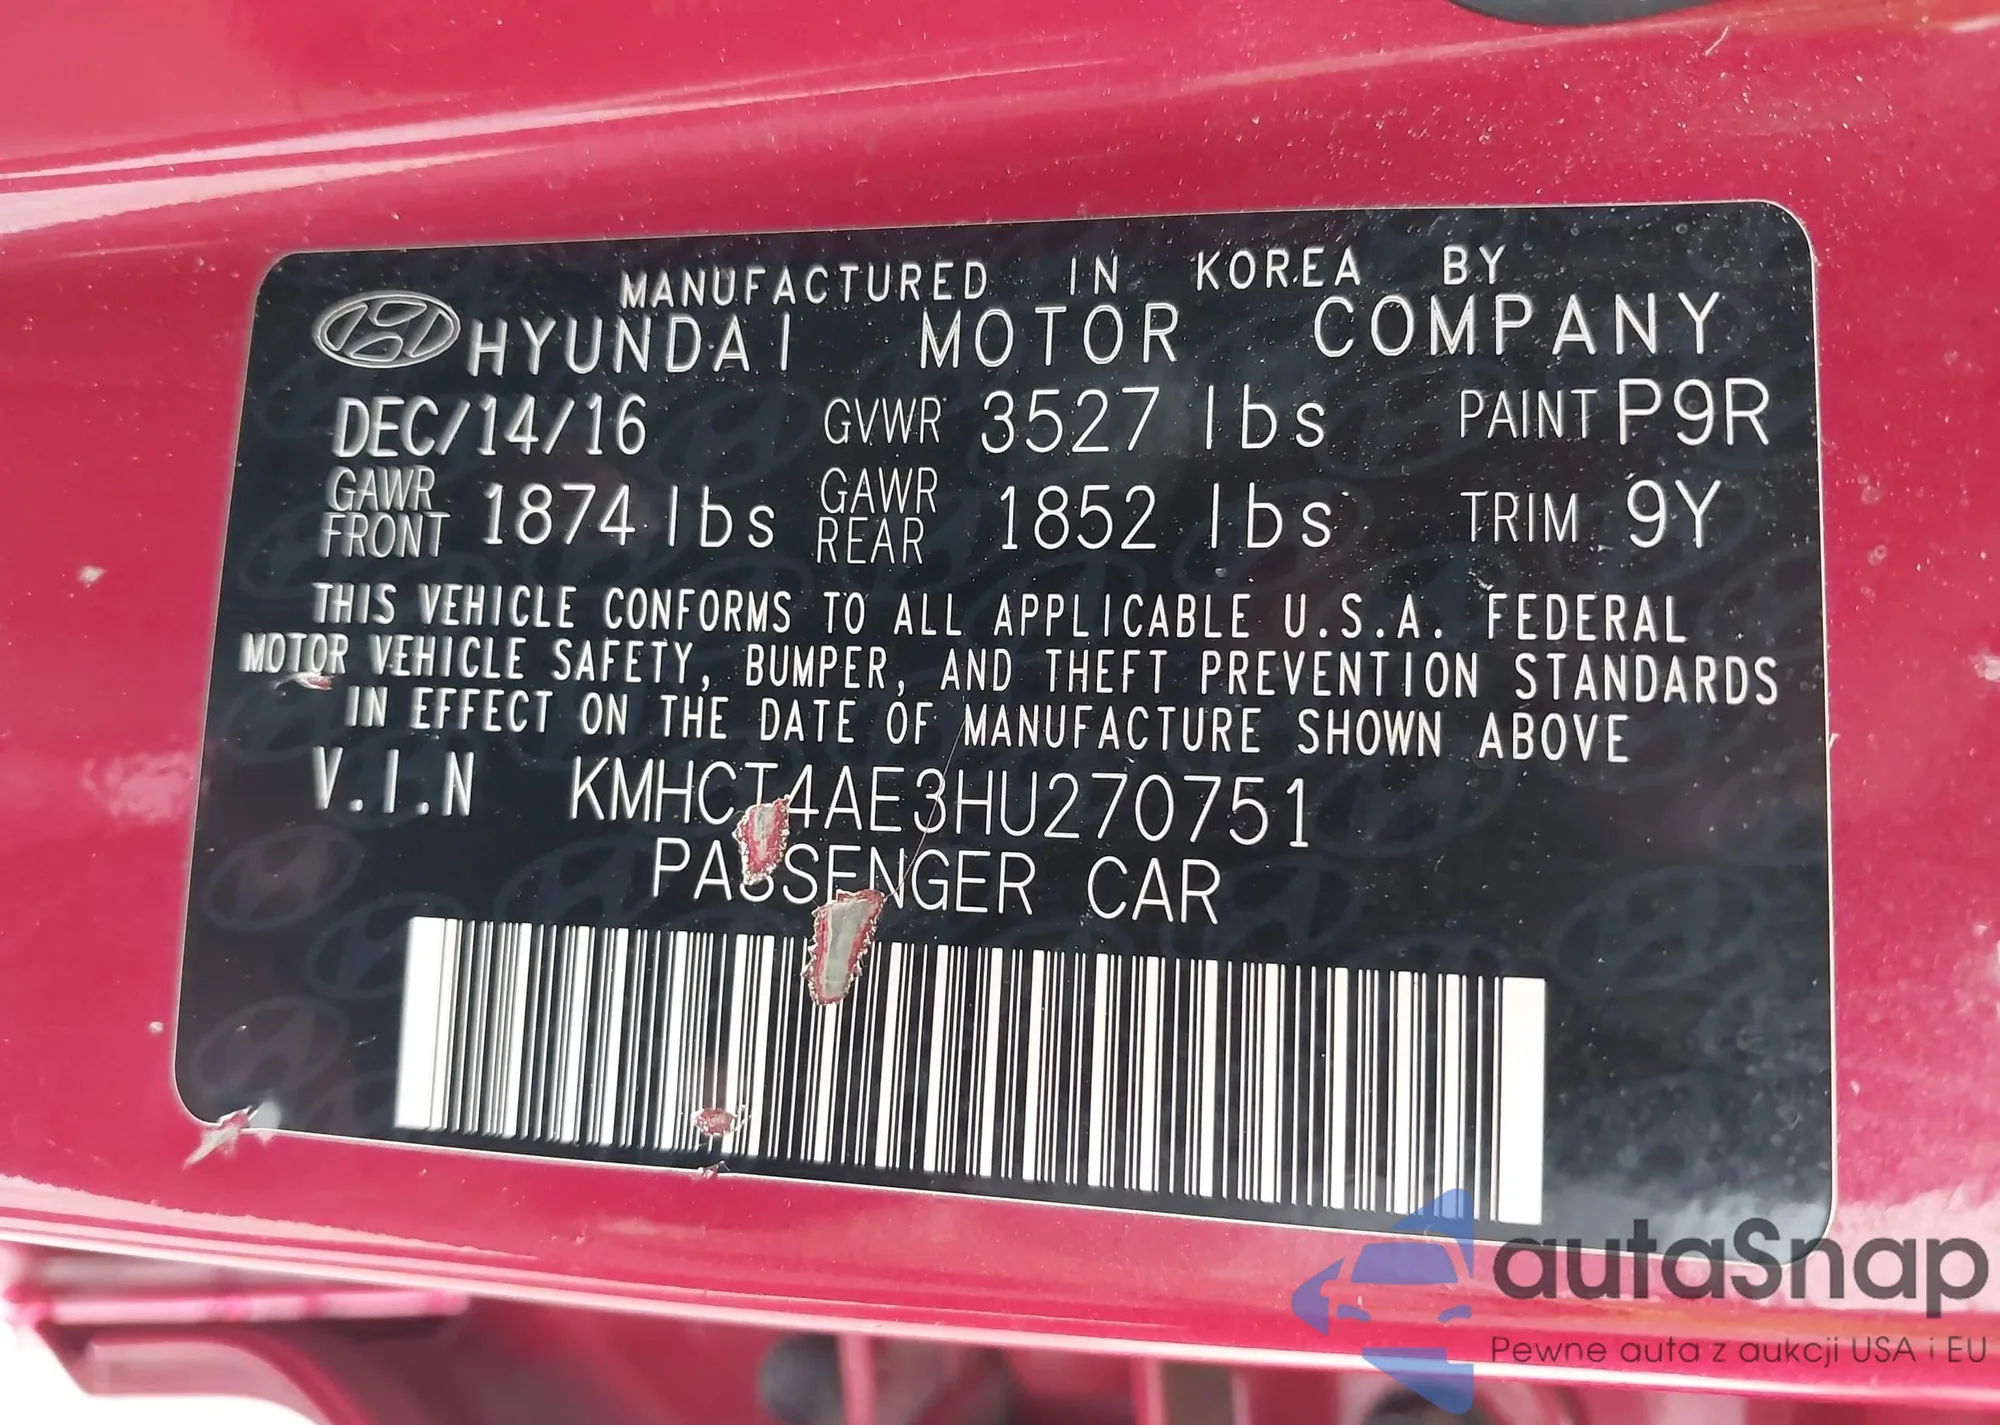 MANUFACTURED IN KOREA BY
HYUNDAI MOTOR COMPANY
DEC/14/16 GVWR 3527 lbs PAINT P9R
GAWR FRONT 1874 lbs GAWR REAR 1852 lbs TRIM 9Y
THIS VEHICLE CONFORMS TO ALL APPLICABLE U.S.A. FEDERAL
MOTOR VEHICLE SAFETY, BUMPER, AND THEFT PREVENTION STANDARDS
IN EFFECT ON THE DATE OF MANUFACTURE SHOWN ABOVE
V.I.N KMHCT4AE3HU270751
PASSENGER CAR
autaSnap
Pewne auta z aukcji USA i EU